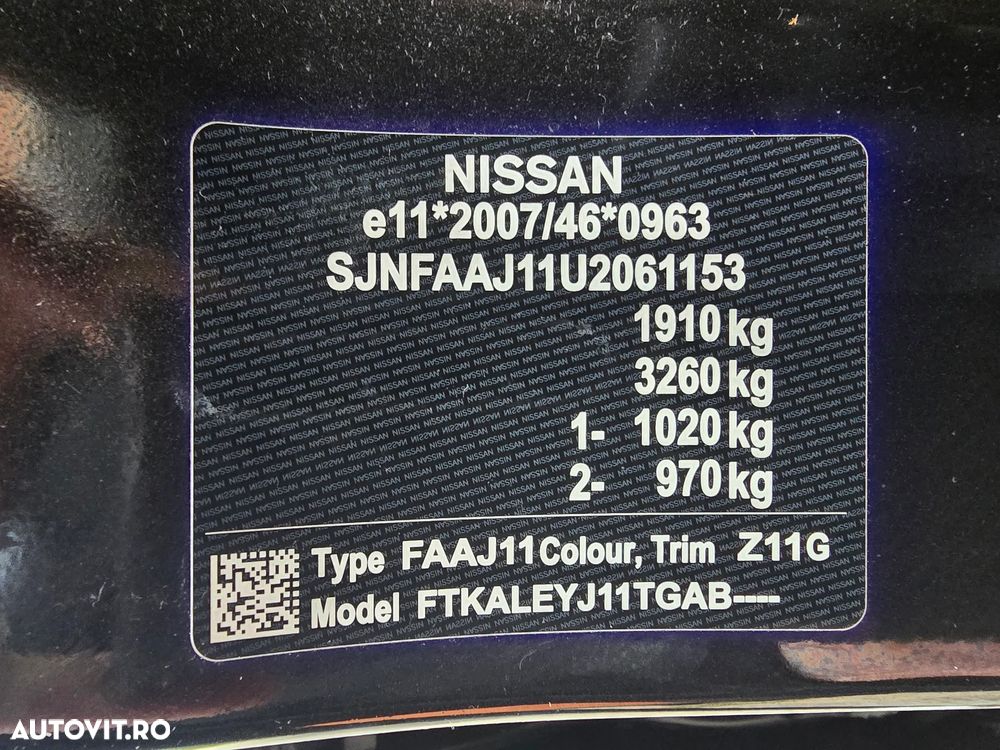 NISSAN
e11*2007/46*0963
SJNFAAJ11U2061153
1910 kg
3260 kg
1- 1020 kg
2- 970 kg
Type FAAJ11 Colour, Trim Z11G
Model FTKALEYJ11TGAB----
AUTOVIT.RO